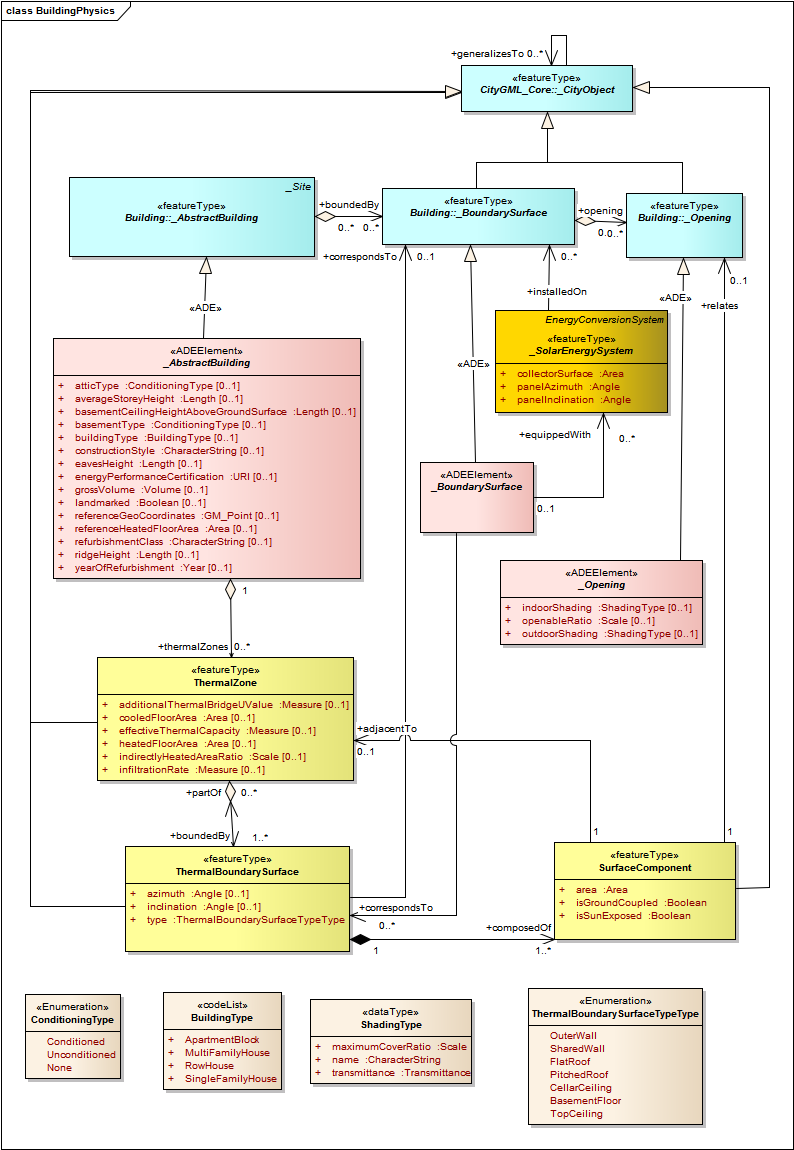 class BuildingPhysics
+generalizesTo 0..*
«featureType»
CityGML_Core::_CityObject
_Site
«featureType»
Building::_AbstractBuilding
+boundedBy
0..* 0..*
«featureType»
Building::_BoundarySurface
+opening
0..0..*
«featureType»
Building::_Opening
+correspondsTo
0..1
0..*
0..1
«ADE»
+installedOn
«ADE»
+relates
«ADEElement»
_AbstractBuilding
+ atticType :ConditioningType [0..1]
+ averageStoreyHeight :Length [0..1]
+ basementCeilingHeightAboveGroundSurface :Length [0..1]
+ basementType :ConditioningType [0..1]
+ buildingType :BuildingType [0..1]
+ constructionStyle :CharacterString [0..1]
+ eavesHeight :Length [0..1]
+ energyPerformanceCertification :URI [0..1]
+ grossVolume :Volume [0..1]
+ landmarked :Boolean [0..1]
+ referenceGeoCoordinates :GM_Point [0..1]
+ referenceHeatedFloorArea :Area [0..1]
+ refurbishmentClass :CharacterString [0..1]
+ ridgeHeight :Length [0..1]
+ yearOfRefurbishment :Year [0..1]
«ADE»
EnergyConversionSystem
«featureType»
_SolarEnergySystem
+ collectorSurface :Area
+ panelAzimuth :Angle
+ panelInclination :Angle
+equippedWith
0..*
«ADEElement»
_BoundarySurface
0..1
«ADEElement»
_Opening
+ indoorShading :ShadingType [0..1]
+ openableRatio :Scale [0..1]
+ outdoorShading :ShadingType [0..1]
1
+thermalZones 0..*
«featureType»
ThermalZone
+ additionalThermalBridgeUValue :Measure [0..1]
+ cooledFloorArea :Area [0..1]
+ effectiveThermalCapacity :Measure [0..1]
+ heatedFloorArea :Area [0..1]
+ indirectlyHeatedAreaRatio :Scale [0..1]
+ infiltrationRate :Measure [0..1]
+adjacentTo
0..1
+partOf 0..*
+boundedBy 1..*
1
1
«featureType»
ThermalBoundarySurface
+ azimuth :Angle [0..1]
+ inclination :Angle [0..1]
+ type :ThermalBoundarySurfaceTypeType
+correspondsTo
0..*
1
+composedOf
1..*
«featureType»
SurfaceComponent
+ area :Area
+ isGroundCoupled :Boolean
+ isSunExposed :Boolean
«Enumeration»
ConditioningType
Conditioned
Unconditioned
None
«codeList»
BuildingType
+ ApartmentBlock
+ MultiFamilyHouse
+ RowHouse
+ SingleFamilyHouse
«dataType»
ShadingType
+ maximumCoverRatio :Scale
+ name :CharacterString
+ transmittance :Transmittance
«Enumeration»
ThermalBoundarySurfaceTypeType
OuterWall
SharedWall
FlatRoof
PitchedRoof
CellarCeiling
BasementFloor
TopCeiling